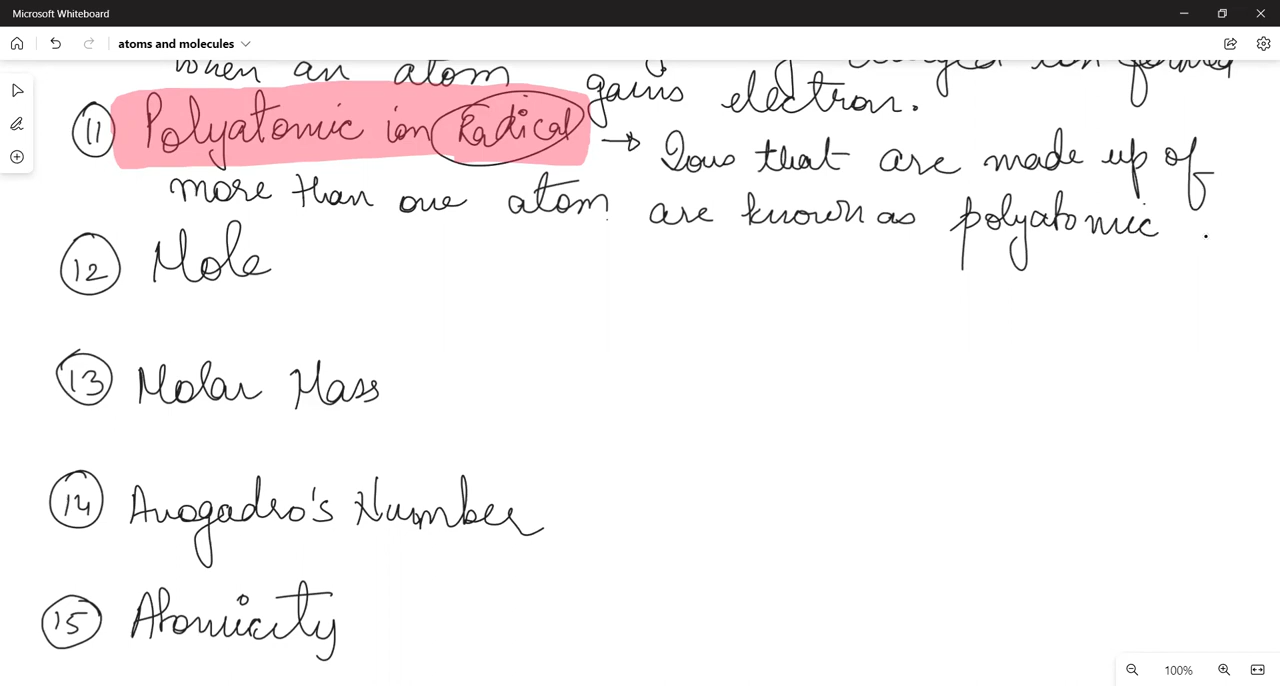 Microsoft Whiteboard
atoms and molecules
when an atom gains electron.
11 Polyatomic ion Radical → Ions that are made up of
more than one atom are known as polyatomic.
12 Mole
13 Molar Mass
14 Avogadro's Number
15 Atomicity
100%